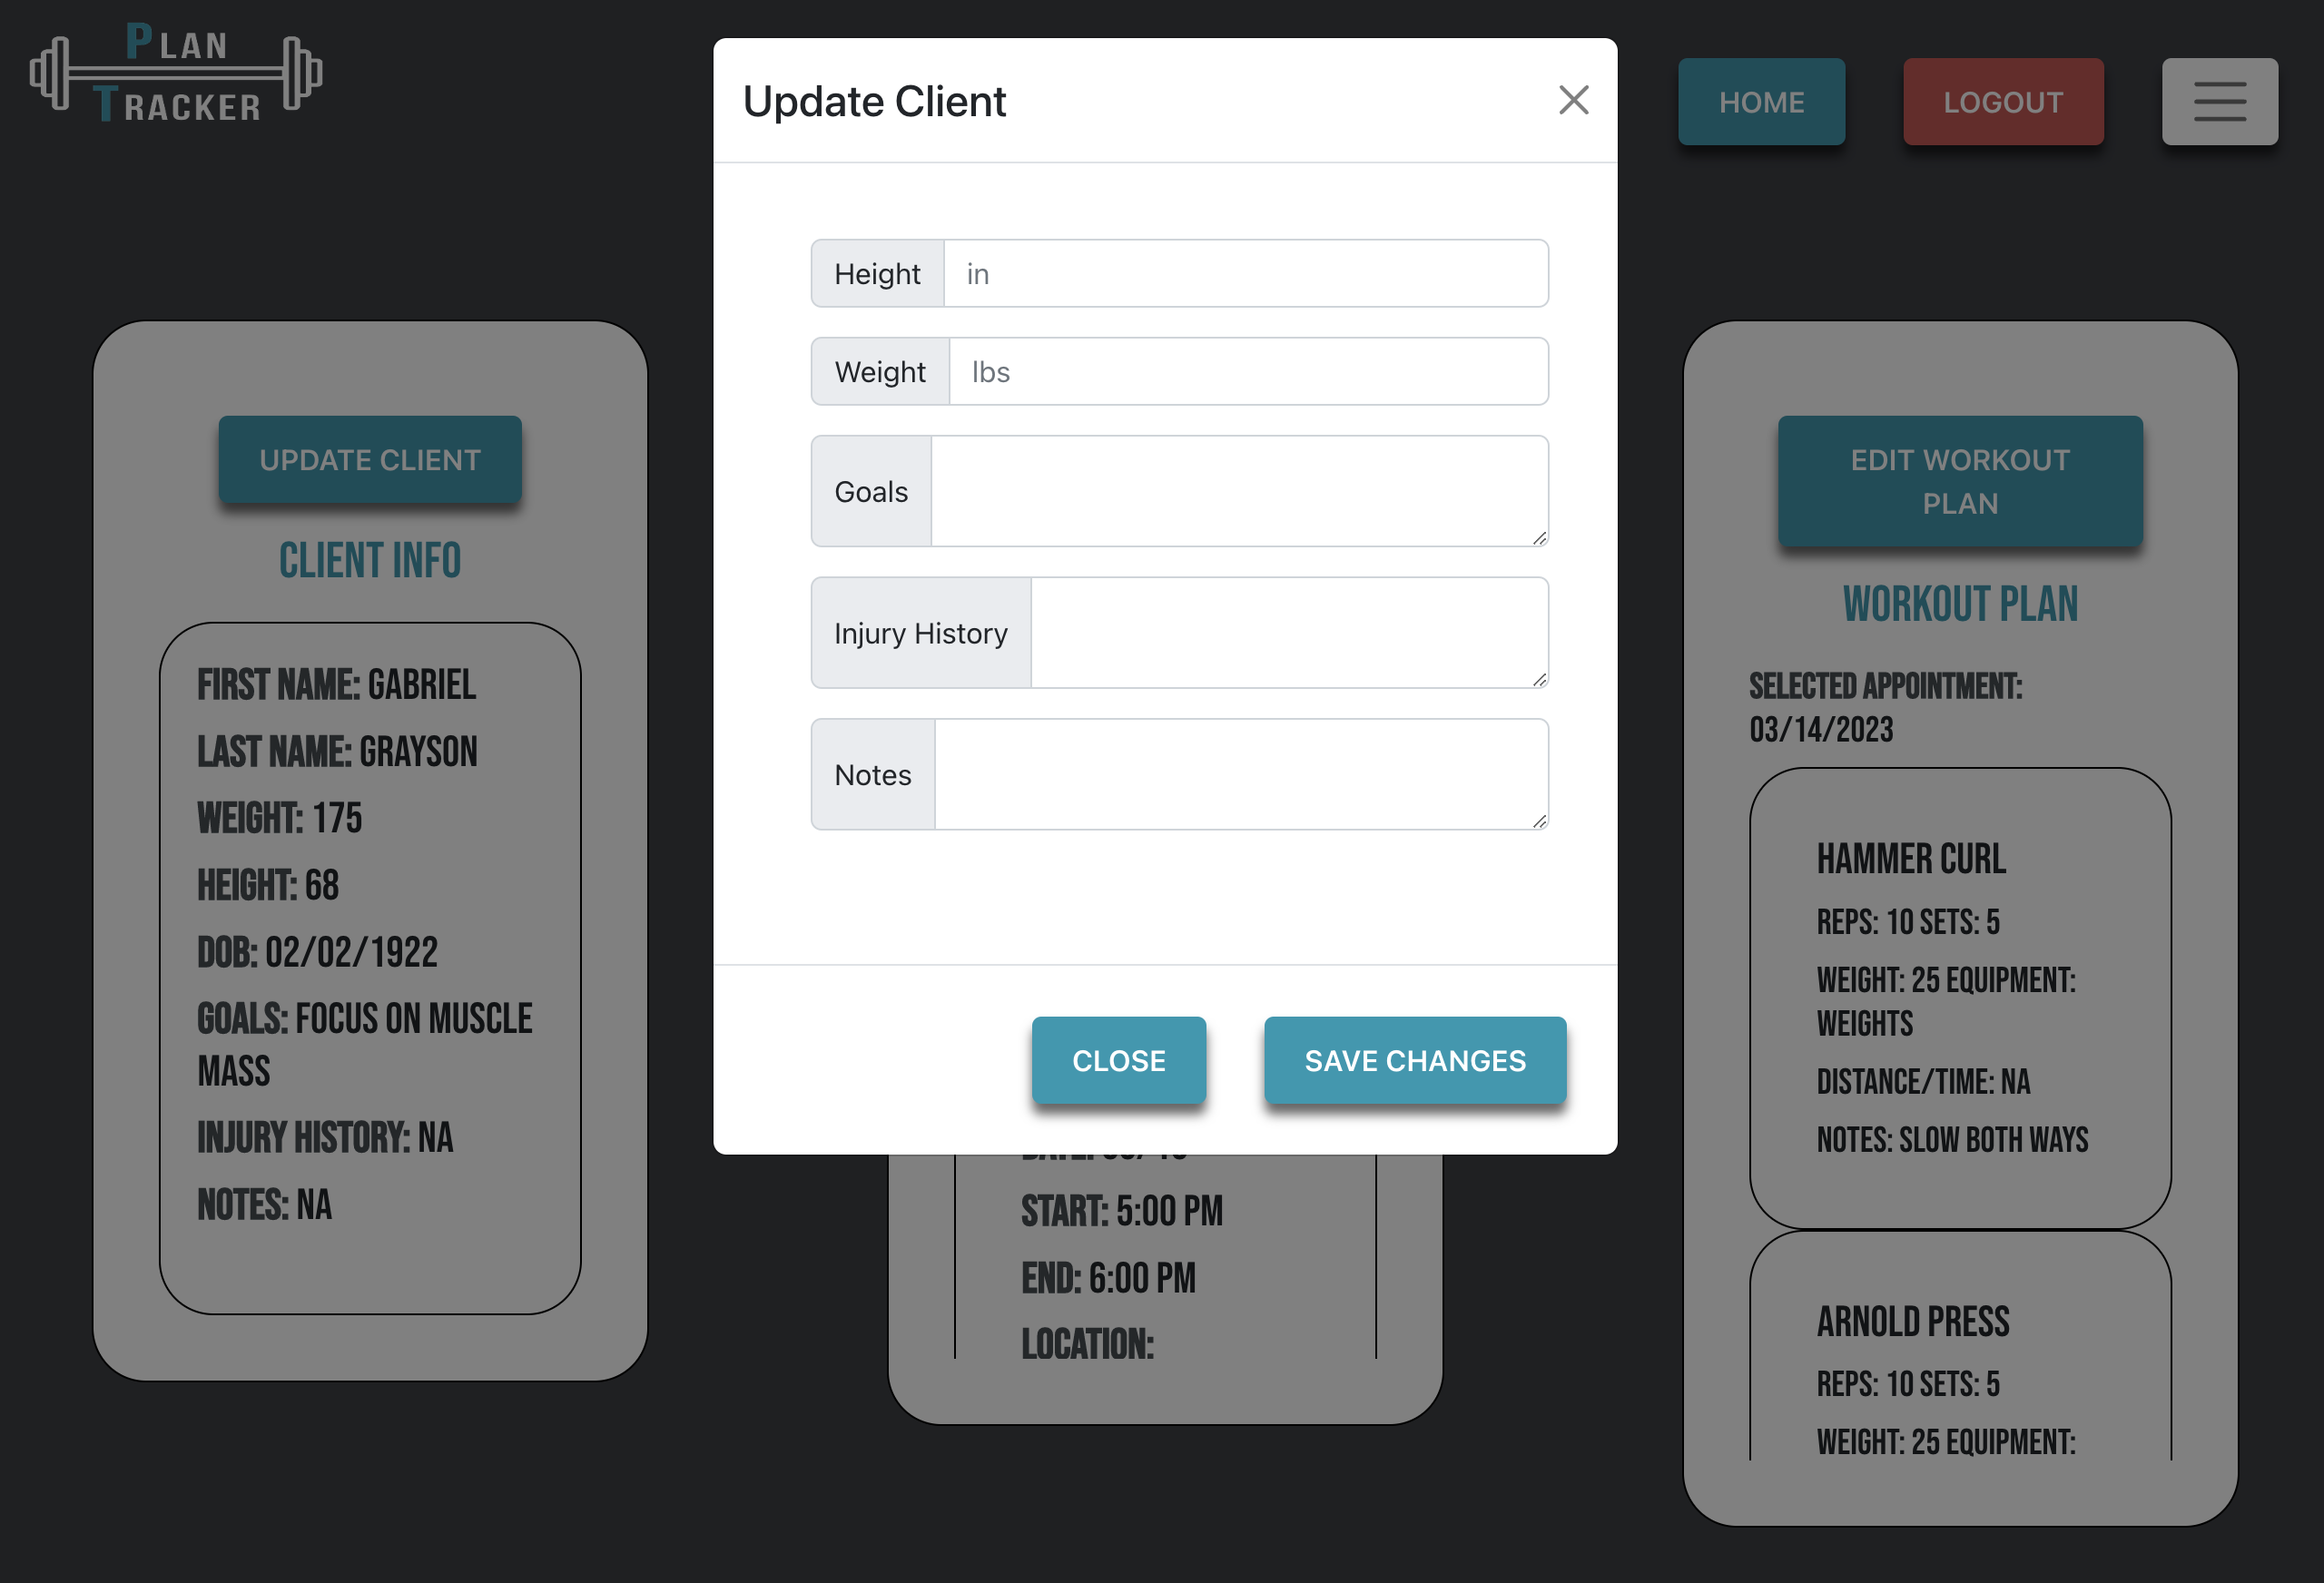 PLAN
TRACKER
HOME
LOGOUT
Update Client
Height
in
Weight
lbs
Goals
Injury History
Notes
CLOSE
SAVE CHANGES
UPDATE CLIENT
CLIENT INFO
FIRST NAME: GABRIEL
LAST NAME: GRAYSON
WEIGHT: 175
HEIGHT: 68
DOB: 02/02/1922
GOALS: FOCUS ON MUSCLE
MASS
INJURY HISTORY: NA
NOTES: NA
START: 5:00 PM
END: 6:00 PM
LOCATION:
EDIT WORKOUT
PLAN
WORKOUT PLAN
SELECTED APPOINTMENT:
03/14/2023
HAMMER CURL
REPS: 10 SETS: 5
WEIGHT: 25 EQUIPMENT:
WEIGHTS
DISTANCE/TIME: NA
NOTES: SLOW BOTH WAYS
ARNOLD PRESS
REPS: 10 SETS: 5
WEIGHT: 25 EQUIPMENT: